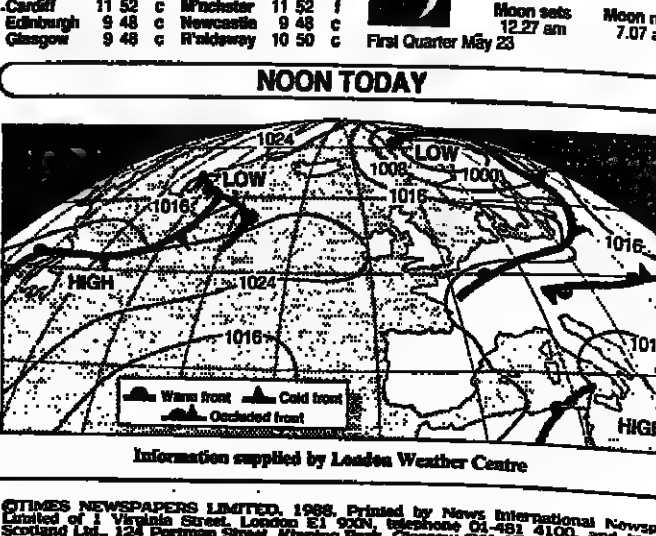 Cardiff 11 52 c M'nchster 11 52 f
Edinburgh 9 48 c Newcastle 9 48 c
Glasgow 9 48 c R'nldsway 10 50 c
Moon sets
12.27 am
Moon
7.07
First Quarter May 23
NOON TODAY
1024
LOW
1008
1000
LOW
1016
1016
1016
HIGH
1024
1016
101
HIGH
Warm front Cold front
Occluded front
Information supplied by London Weather Centre
©TIMES NEWSPAPERS LIMITED, 1988. Printed by News International
Limited of 1 Virginia Street, London E1 9XN, telephone 01-481 4100, and
Scotland Ltd., 124 Portman Street, Kinning Park,